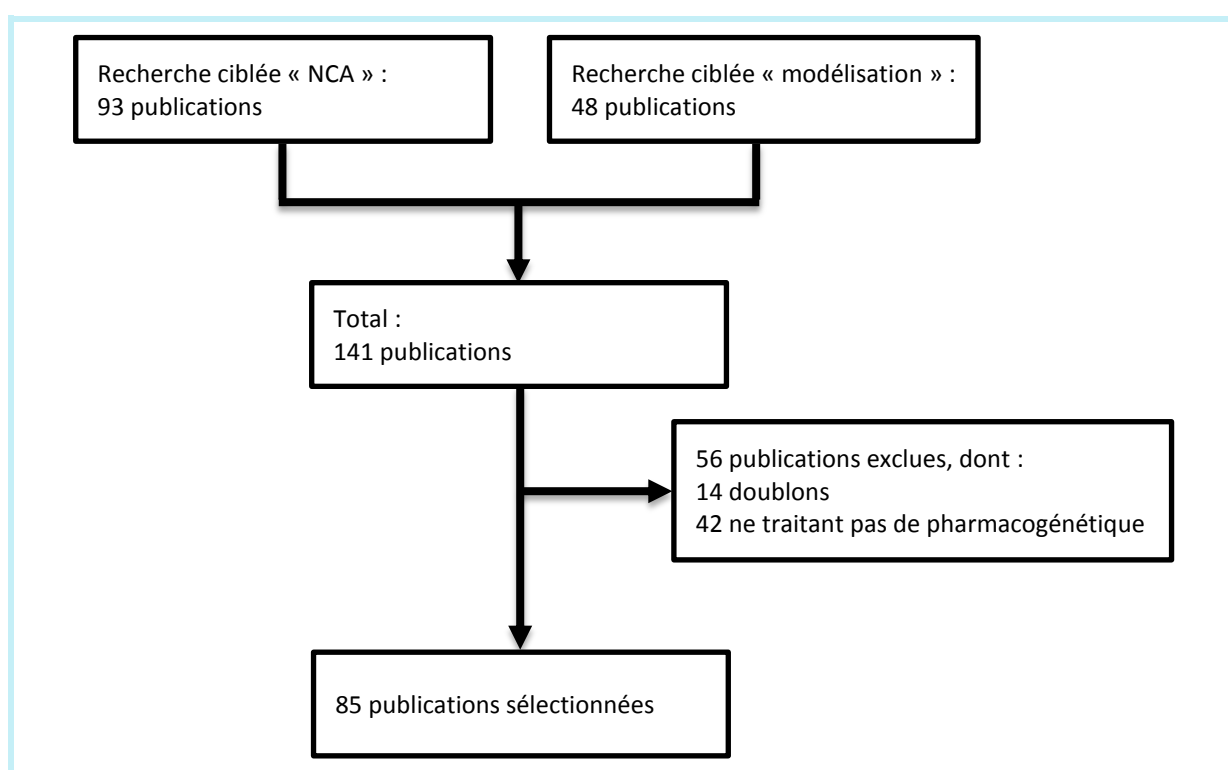 Recherche ciblée « NCA » :
93 publications
Recherche ciblée « modélisation » :
48 publications
Total :
141 publications
56 publications exclues, dont :
14 doublons
42 ne traitant pas de pharmacogénétique
85 publications sélectionnées